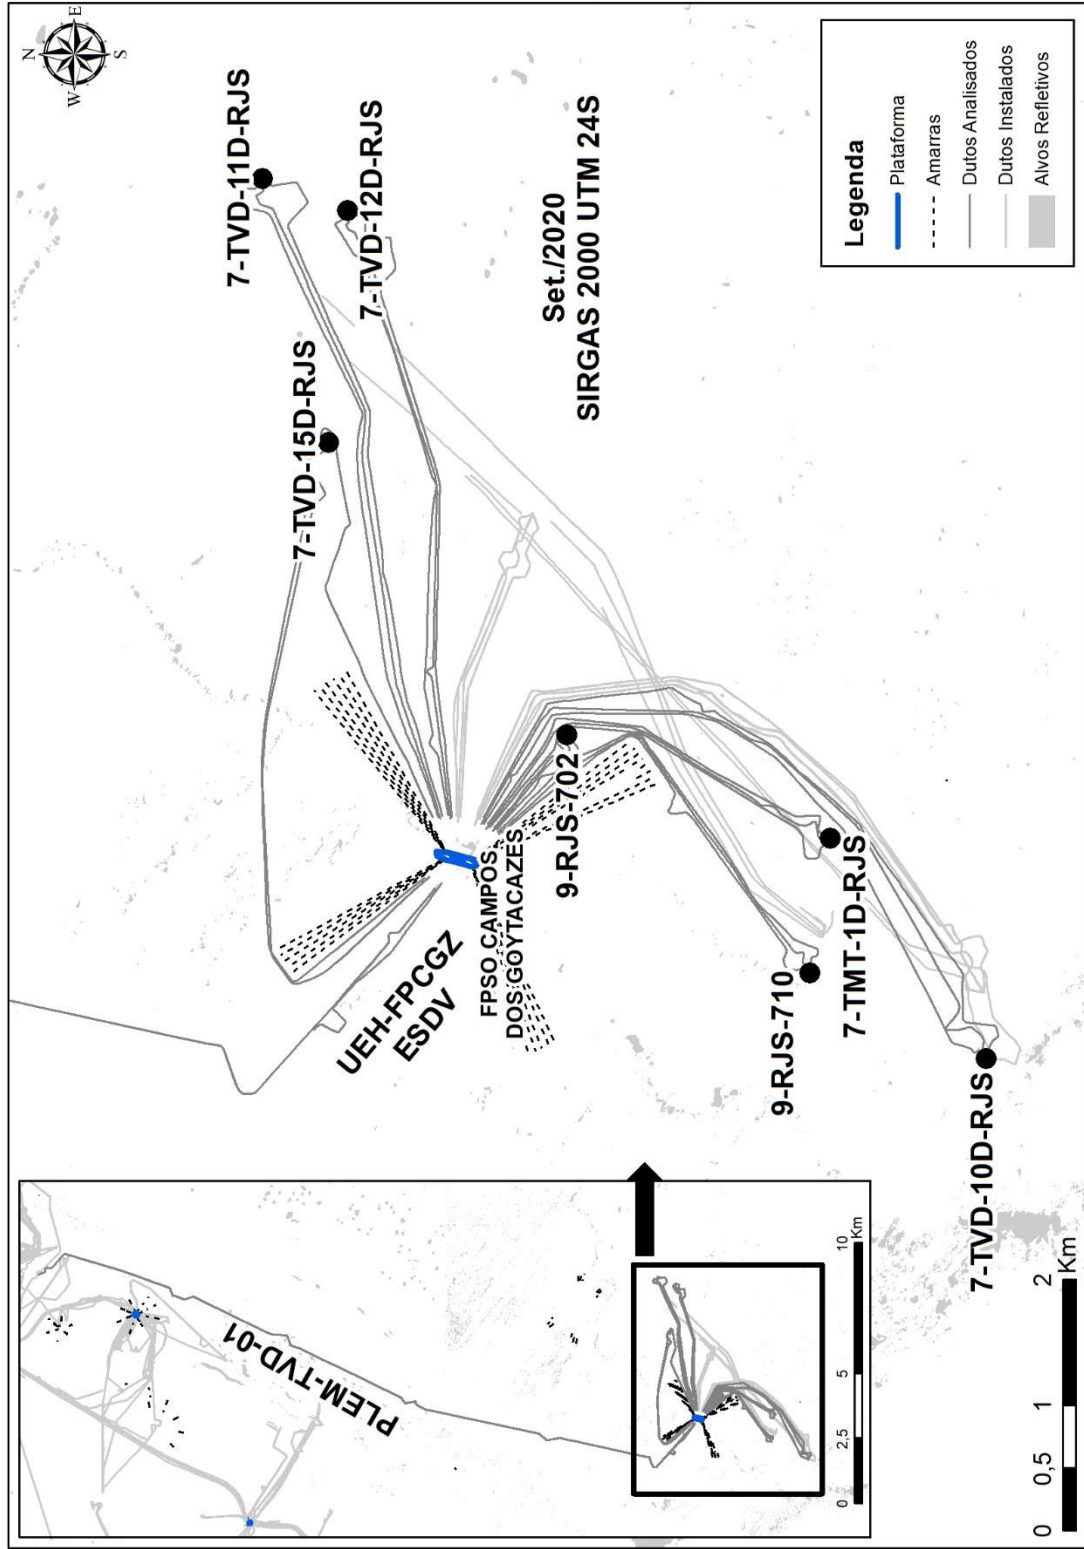 N
E
S
W
7-TVD-11D-RJS
7-TVD-12D-RJS
7-TVD-15D-RJS
Set./2020
SIRGAS 2000 UTM 24S
UEH-FPCGZ
ESDV
FPSO CAMPOS
DOS GOYTACAZES
9-RJS-702
9-RJS-710
7-TMT-1D-RJS
7-TVD-10D-RJS
PLEM-TVD-01
0 2,5 5 10 Km
0 0,5 1 2 Km
Legenda
Plataforma
Amarras
Dutos Analisados
Dutos Instalados
Alvos Refletivos